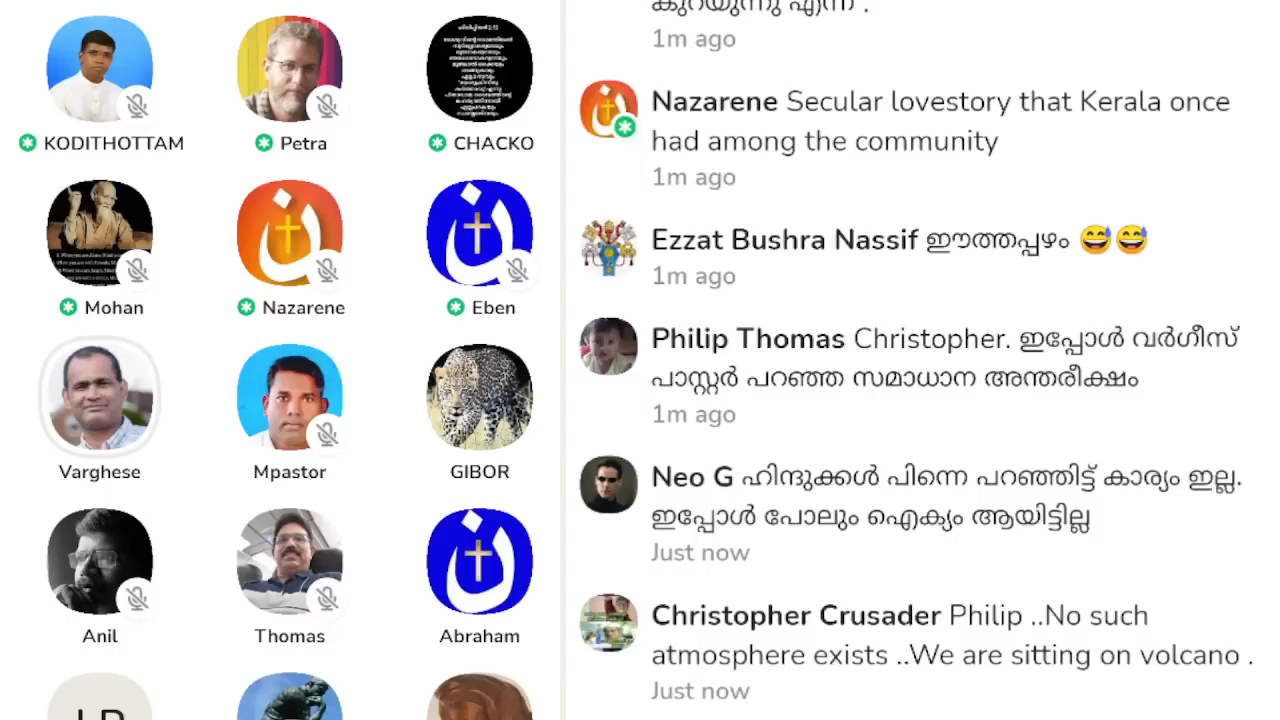 KODITHOTTAM
Petra
CHACKO
Mohan
Nazarene
Eben
Varghese
Mpastor
GIBOR
Anil
Thomas
Abraham
കുറയുന്നു എന്ന് .
1m ago
Nazarene Secular lovestory that Kerala once
had among the community
1m ago
Ezzat Bushra Nassif ഈത്തപ്പഴം 😅😅
1m ago
Philip Thomas Christopher. ഇപ്പോൾ വർഗീസ്
പാസ്റ്റർ പറഞ്ഞ സമാധാന അന്തരീക്ഷം
1m ago
Neo G ഹിന്ദുക്കൾ പിന്നെ പറഞ്ഞിട്ട് കാര്യം ഇല്ല.
ഇപ്പോൾ പോലും ഐക്യം ആയിട്ടില്ല
Just now
Christopher Crusader Philip ..No such
atmosphere exists ..We are sitting on volcano .
Just now